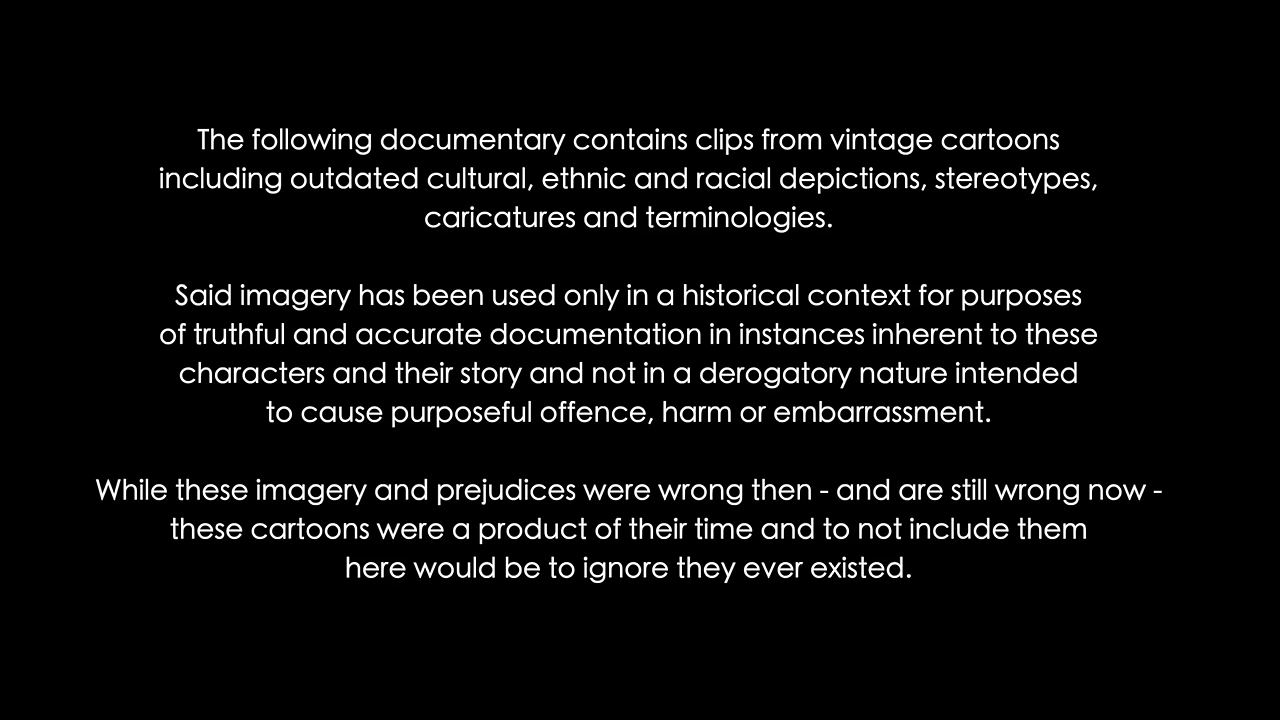 The following documentary contains clips from vintage cartoons
including outdated cultural, ethnic and racial depictions, stereotypes,
caricatures and terminologies.
Said imagery has been used only in a historical context for purposes
of truthful and accurate documentation in instances inherent to these
characters and their story and not in a derogatory nature intended
to cause purposeful offence, harm or embarrassment.
While these imagery and prejudices were wrong then - and are still wrong now -
these cartoons were a product of their time and to not include them
here would be to ignore they ever existed.